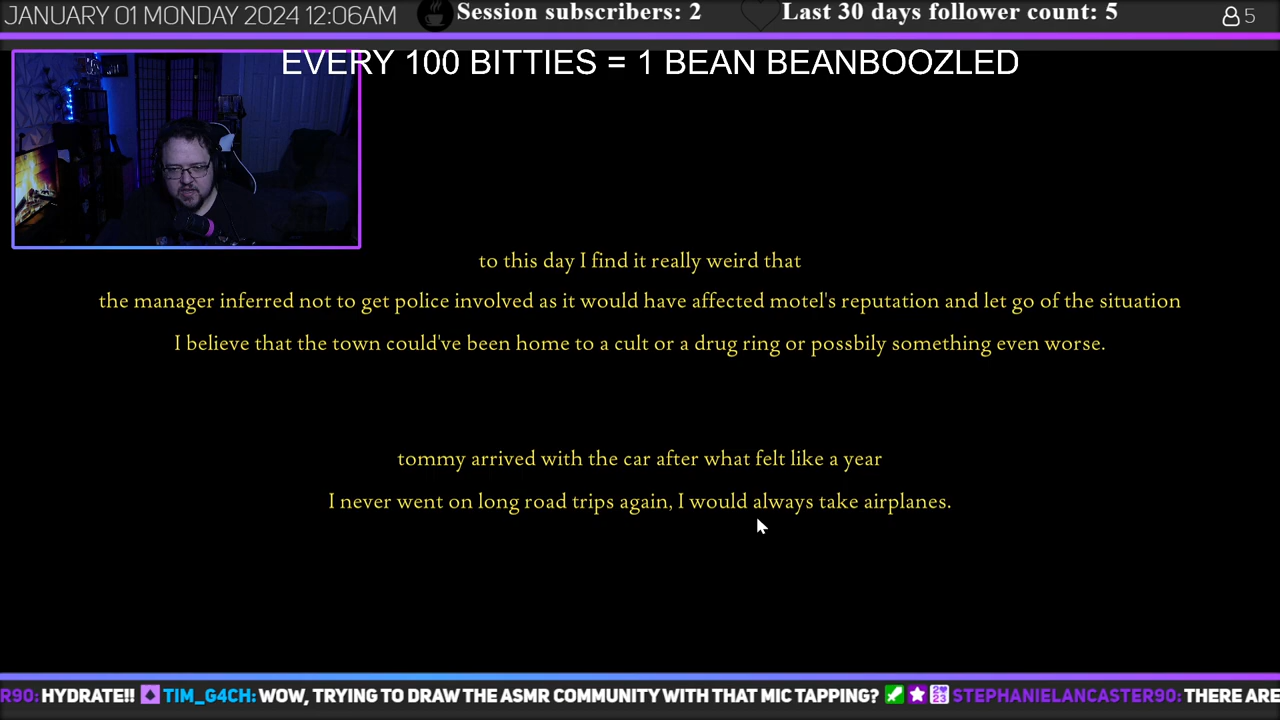 JANUARY 01 MONDAY 2024 12:06AM
Session subscribers: 2
Last 30 days follower count: 5
5
EVERY 100 BITTIES = 1 BEAN BEANBOOZLED
to this day I find it really weird that
the manager inferred not to get police involved as it would have affected motel's reputation and let go of the situation
I believe that the town could've been home to a cult or a drug ring or possbily something even worse.
tommy arrived with the car after what felt like a year
I never went on long road trips again, I would always take airplanes.
R90: HYDRATE!! TIM_G4CH: WOW, TRYING TO DRAW THE ASMR COMMUNITY WITH THAT MIC TAPPING? STEPHANIELANCASTER90: THERE ARE